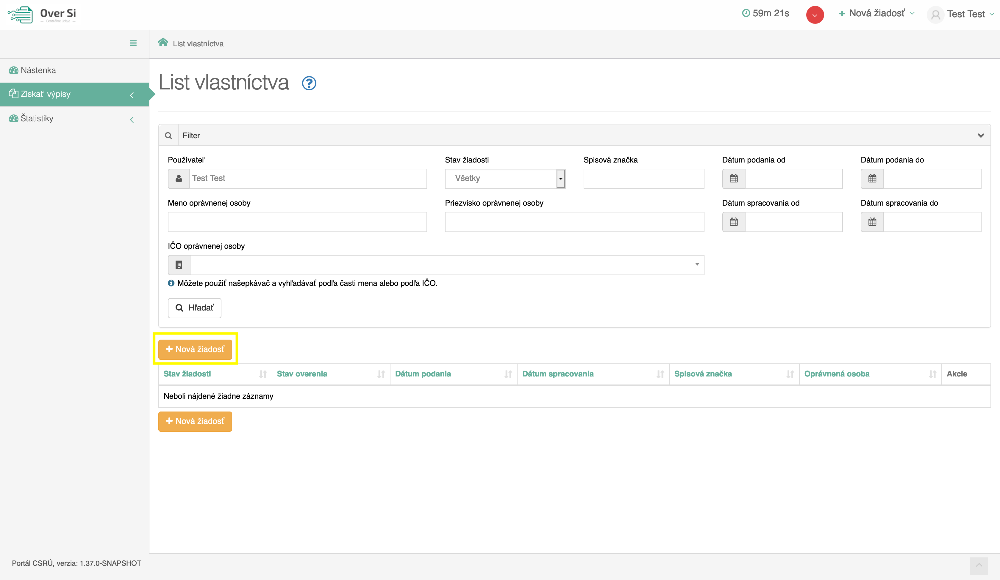 Over Si
– Centrálne údaje –
59m 21s
Nová žiadosť
Test Test
List vlastníctva
Nástenka
Získať výpisy
Štatistiky
List vlastníctva
Filter
Používateľ
Stav žiadosti
Spisová značka
Dátum podania od
Dátum podania do
Test Test
Všetky
Meno oprávnenej osoby
Priezvisko oprávnenej osoby
Dátum spracovania od
Dátum spracovania do
IČO oprávnenej osoby
Môžete použiť našepkávač a vyhľadávať podľa časti mena alebo podľa IČO.
Hľadať
Nová žiadosť
Stav žiadosti
Stav overenia
Dátum podania
Dátum spracovania
Spisová značka
Oprávnená osoba
Akcie
Neboli nájdené žiadne záznamy
Nová žiadosť
Portál CSRÚ, verzia: 1.37.0-SNAPSHOT